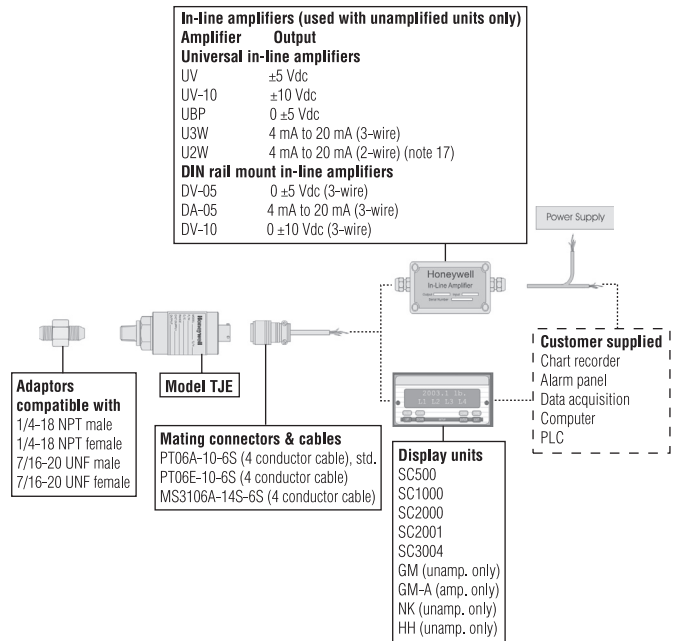 In-line amplifiers (used with unamplified units only)
Amplifier Output
Universal in-line amplifiers
UV ±5 Vdc
UV-10 ±10 Vdc
UBP 0 ±5 Vdc
U3W 4 mA to 20 mA (3-wire)
U2W 4 mA to 20 mA (2-wire) (note 17)
DIN rail mount in-line amplifiers
DV-05 0 ±5 Vdc (3-wire)
DA-05 4 mA to 20 mA (3-wire)
DV-10 0 ±10 Vdc (3-wire)
Power Supply
Honeywell
In-Line Amplifier
Honeywell
Adaptors
compatible with
1/4-18 NPT male
1/4-18 NPT female
7/16-20 UNF male
7/16-20 UNF female
Model TJE
Mating connectors & cables
PT06A-10-6S (4 conductor cable), std.
PT06E-10-6S (4 conductor cable)
MS3106A-14S-6S (4 conductor cable)
2003.1 lb.
L1 L2 L3 L4
Display units
SC500
SC1000
SC2000
SC2001
SC3004
GM (unamp. only)
GM-A (amp. only)
NK (unamp. only)
HH (unamp. only)
Customer supplied
Chart recorder
Alarm panel
Data acquisition
Computer
PLC